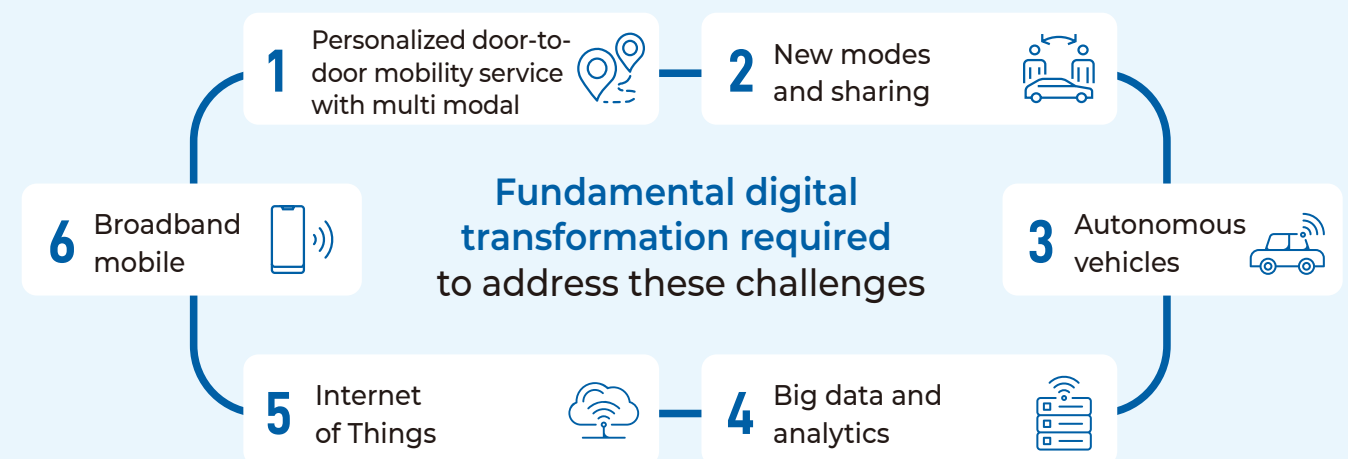 1
Personalized door-to-
door mobility service
with multi modal
2
New modes
and sharing
Fundamental digital
transformation required
to address these challenges
6
Broadband
mobile
3
Autonomous
vehicles
5
Internet
of Things
4
Big data and
analytics